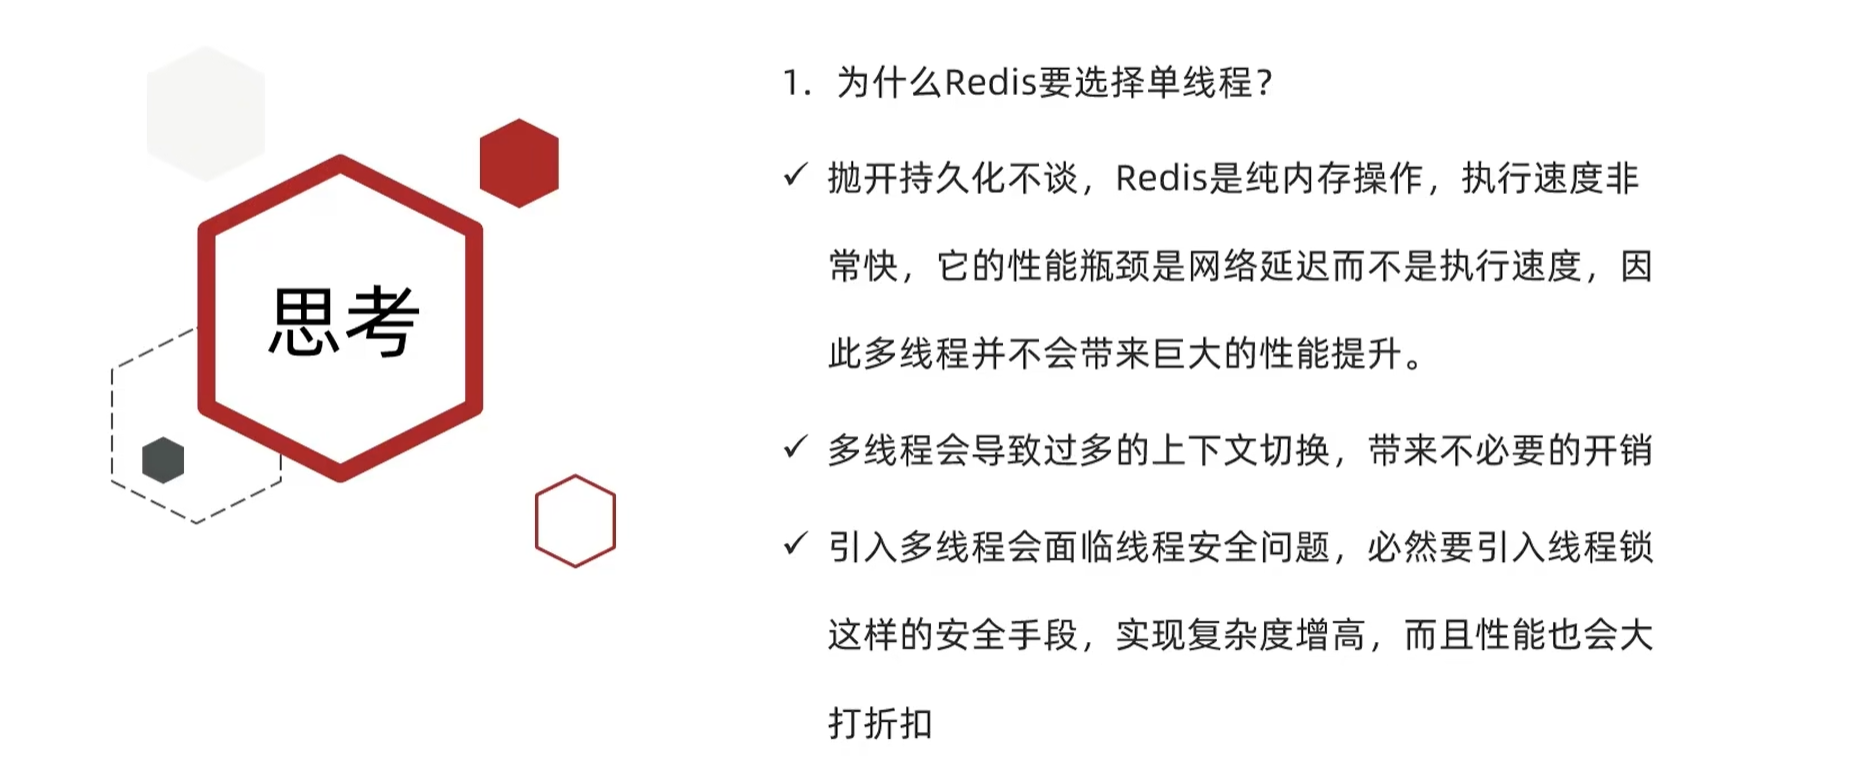 思考
1. 为什么Redis要选择单线程？
✓ 抛开持久化不谈，Redis是纯内存操作，执行速度非
常快，它的性能瓶颈是网络延迟而不是执行速度，因
此多线程并不会带来巨大的性能提升。
✓ 多线程会导致过多的上下文切换，带来不必要的开销
✓ 引入多线程会面临线程安全问题，必然要引入线程锁
这样的安全手段，实现复杂度增高，而且性能也会大
打折扣